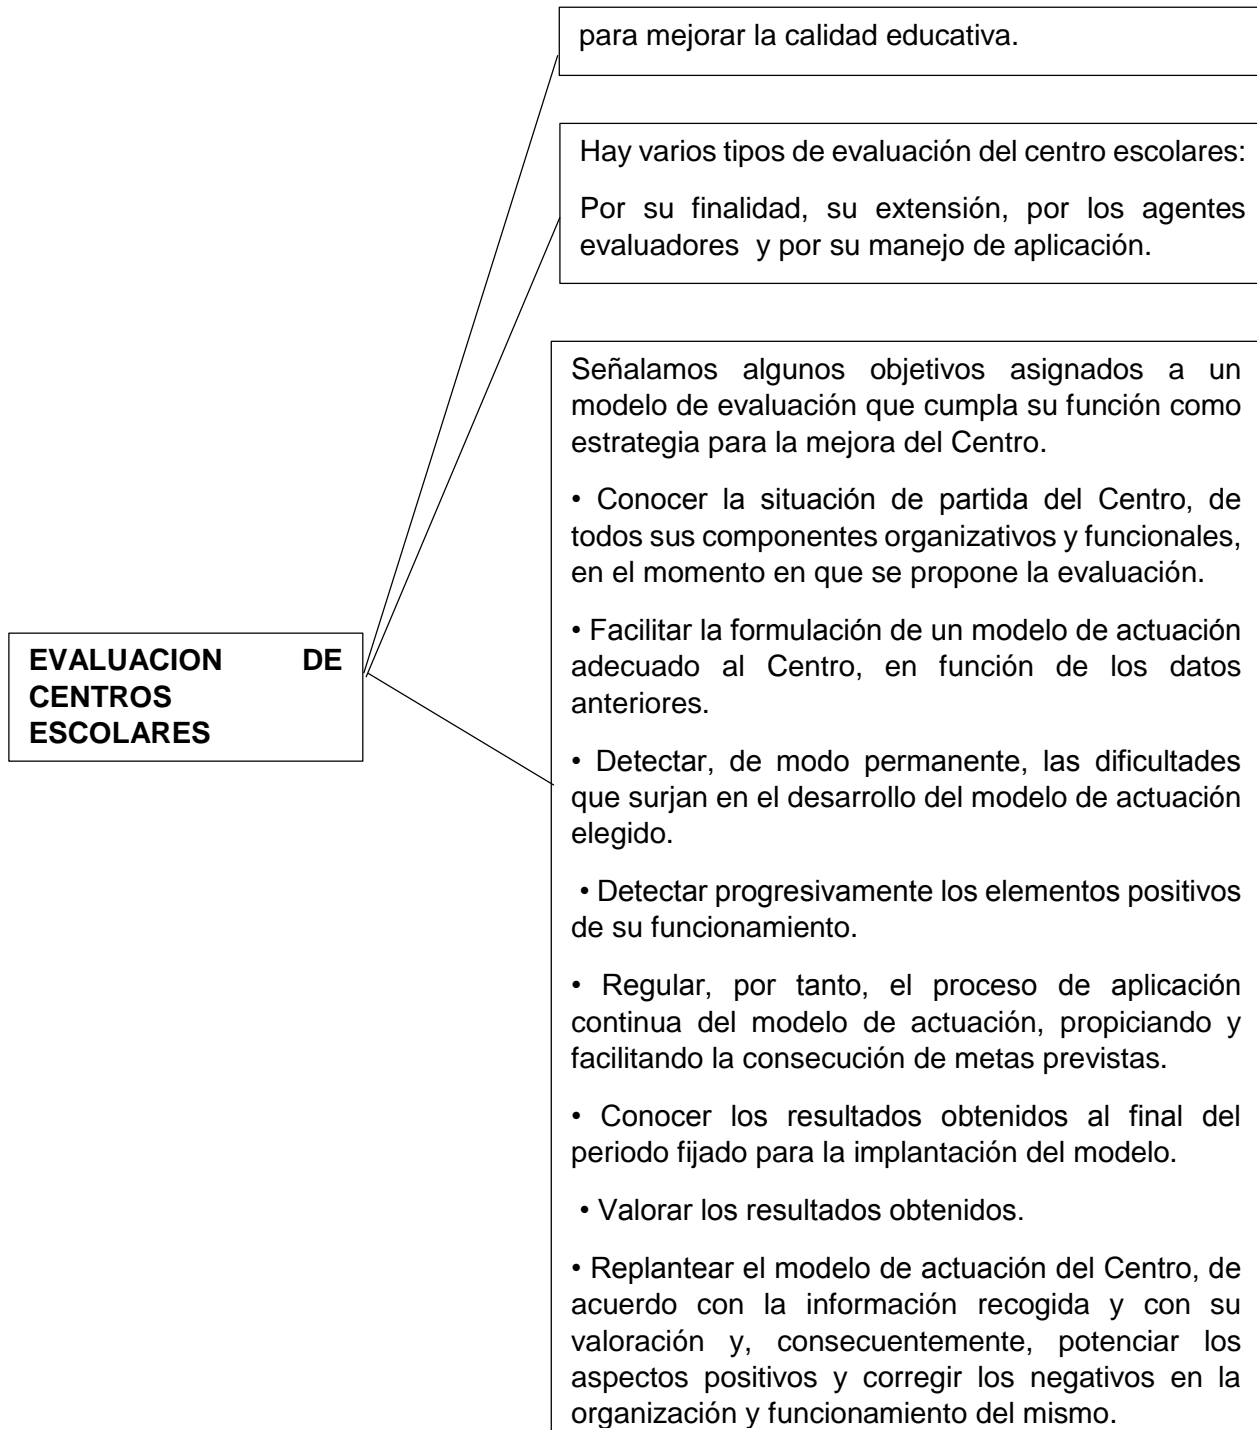 para mejorar la calidad educativa.
Hay varios tipos de evaluación del centro escolares:
Por su finalidad, su extensión, por los agentes
evaluadores y por su manejo de aplicación.
EVALUACION DE
CENTROS
ESCOLARES
Señalamos algunos objetivos asignados a un
modelo de evaluación que cumpla su función como
estrategia para la mejora del Centro.
• Conocer la situación de partida del Centro, de
todos sus componentes organizativos y funcionales,
en el momento en que se propone la evaluación.
• Facilitar la formulación de un modelo de actuación
adecuado al Centro, en función de los datos
anteriores.
• Detectar, de modo permanente, las dificultades
que surjan en el desarrollo del modelo de actuación
elegido.
• Detectar progresivamente los elementos positivos
de su funcionamiento.
• Regular, por tanto, el proceso de aplicación
continua del modelo de actuación, propiciando y
facilitando la consecución de metas previstas.
• Conocer los resultados obtenidos al final del
periodo fijado para la implantación del modelo.
• Valorar los resultados obtenidos.
• Replantear el modelo de actuación del Centro, de
acuerdo con la información recogida y con su
valoración y, consecuentemente, potenciar los
aspectos positivos y corregir los negativos en la
organización y funcionamiento del mismo.